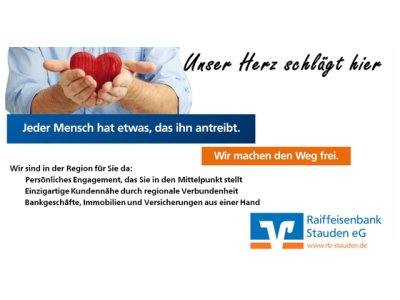 Unser Herz schlägt hier
Jeder Mensch hat etwas, das ihn antreibt.
Wir machen den Weg frei.
Wir sind in der Region für Sie da:
Persönliches Engagement, das Sie in den Mittelpunkt stellt
Einzigartige Kundennähe durch regionale Verbundenheit
Bankgeschäfte, Immobilien und Versicherungen aus einer Hand
Raiffeisenbank
Stauden eG
www.rb-stauden.de